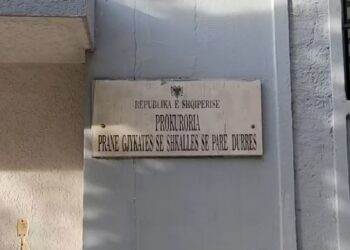 REPUBLIKA E SHQIPERISE
PROKURORIA
PRANE GJYKATES SE SHKALLES SE PARE DURRES